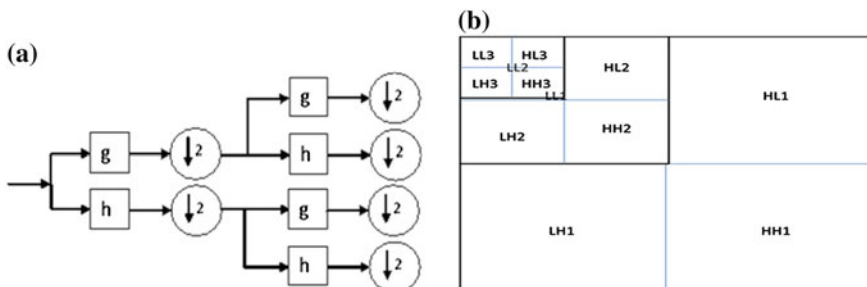 (a)
g
↓2
h
↓2
g
↓2
h
↓2
g
↓2
h
↓2
(b)
LL3 HL3
LL2
LH3 HH3
LL1
HL2
HL1
LH2 HH2
LH1 HH1